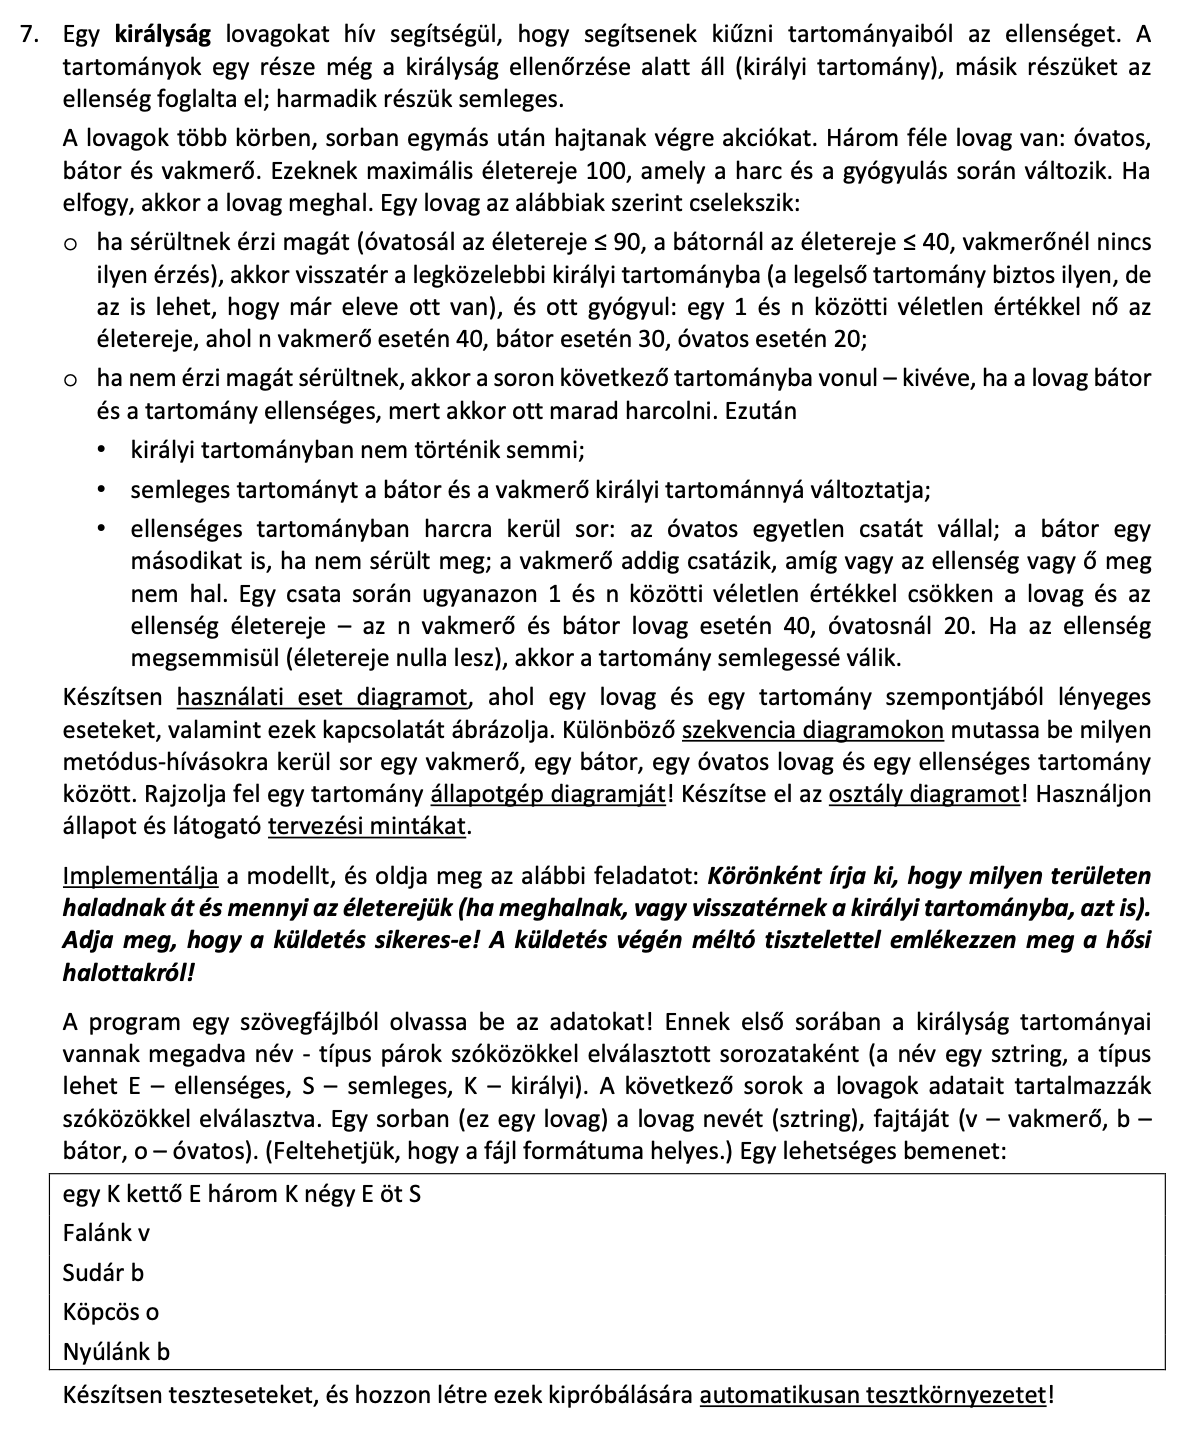 7. Egy királyság lovagokat hív segítségül, hogy segítsenek kiűzni tartományaiból az ellenséget. A
tartományok egy része még a királyság ellenőrzése alatt áll (királyi tartomány), másik részüket az
ellenség foglalta el; harmadik részük semleges.
A lovagok több körben, sorban egymás után hajtanak végre akciókat. Három féle lovag van: óvatos,
bátor és vakmerő. Ezeknek maximális életereje 100, amely a harc és a gyógyulás során változik. Ha
elfogy, akkor a lovag meghal. Egy lovag az alábbiak szerint cselekszik:
o ha sérültnek érzi magát (óvatosál az életereje ≤ 90, a bátornál az életereje ≤ 40, vakmerőnél nincs
ilyen érzés), akkor visszatér a legközelebbi királyi tartományba (a legelső tartomány biztos ilyen, de
az is lehet, hogy már eleve ott van), és ott gyógyul: egy 1 és n közötti véletlen értékkel nő az
életereje, ahol n vakmerő esetén 40, bátor esetén 30, óvatos esetén 20;
o ha nem érzi magát sérültnek, akkor a soron következő tartományba vonul – kivéve, ha a lovag bátor
és a tartomány ellenséges, mert akkor ott marad harcolni. Ezután
• királyi tartományban nem történik semmi;
• semleges tartományt a bátor és a vakmerő királyi tartománnyá változtatja;
• ellenséges tartományban harcra kerül sor: az óvatos egyetlen csatát vállal; a bátor egy
másodikat is, ha nem sérült meg; a vakmerő addig csatázik, amíg vagy az ellenség vagy ő meg
nem hal. Egy csata során ugyanazon 1 és n közötti véletlen értékkel csökken a lovag és az
ellenség életereje – az n vakmerő és bátor lovag esetén 40, óvatosnál 20. Ha az ellenség
megsemmisül (életereje nulla lesz), akkor a tartomány semlegessé válik.
Készítsen használati eset diagramot, ahol egy lovag és egy tartomány szempontjából lényeges
eseteket, valamint ezek kapcsolatát ábrázolja. Különböző szekvencia diagramokon mutassa be milyen
metódus-hívásokra kerül sor egy vakmerő, egy bátor, egy óvatos lovag és egy ellenséges tartomány
között. Rajzolja fel egy tartomány állapotgép diagramját! Készítse el az osztály diagramot! Használjon
állapot és látogató tervezési mintákat.
Implementálja a modellt, és oldja meg az alábbi feladatot: Körönként írja ki, hogy milyen területen
haladnak át és mennyi az életerejük (ha meghalnak, vagy visszatérnek a királyi tartományba, azt is).
Adja meg, hogy a küldetés sikeres-e! A küldetés végén méltó tisztelettel emlékezzen meg a hősi
halottakról!
A program egy szövegfájlból olvassa be az adatokat! Ennek első sorában a királyság tartományai
vannak megadva név - típus párok szóközökkel elválasztott sorozataként (a név egy sztring, a típus
lehet E – ellenséges, S – semleges, K – királyi). A következő sorok a lovagok adatait tartalmazzák
szóközökkel elválasztva. Egy sorban (ez egy lovag) a lovag nevét (sztring), fajtáját (v – vakmerő, b –
bátor, o – óvatos). (Feltehetjük, hogy a fájl formátuma helyes.) Egy lehetséges bemenet:
egy K kettő E három K négy E öt S
Falánk v
Sudár b
Köpcös o
Nyúlánk b
Készítsen teszteseteket, és hozzon létre ezek kipróbálására automatikusan tesztkörnyezetet!